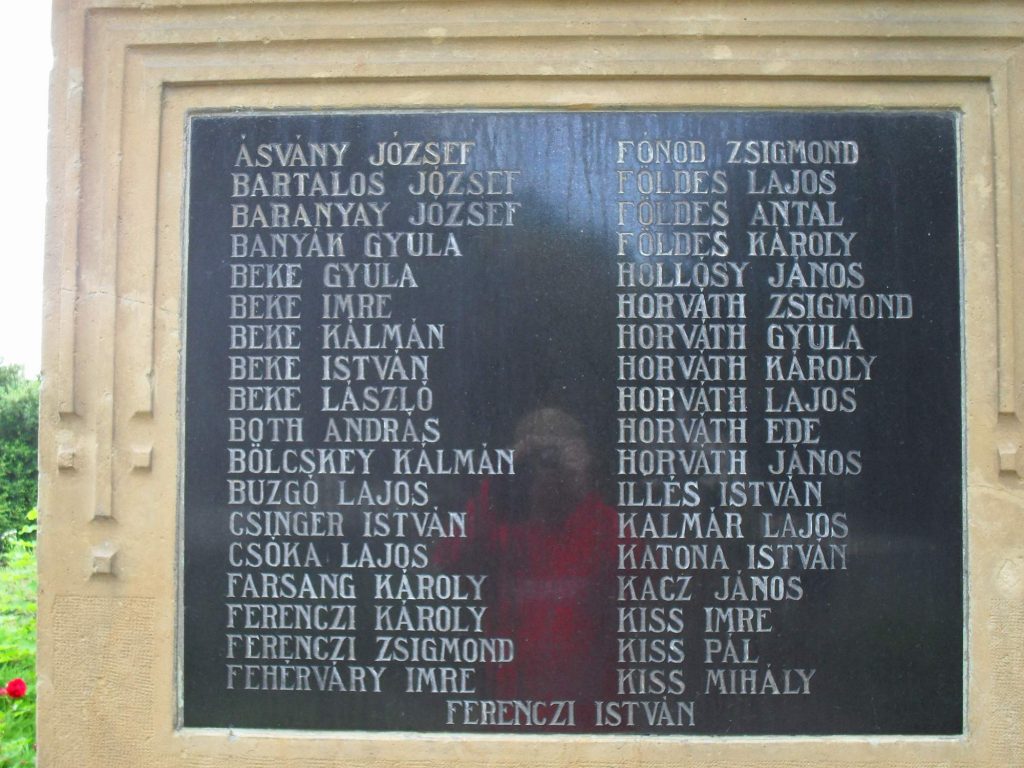 ÁSVÁNY JÓZSEF
BARTALOS JÓZSEF
BARANYAY JÓZSEF
BANYÁK GYULA
BEKE GYULA
BEKE IMRE
BEKE KÁLMÁN
BEKE ISTVÁN
BEKE LÁSZLÓ
BOTH ANDRÁS
BÖLCSKEY KÁLMÁN
BUZGÓ LAJOS
CSINGER ISTVÁN
CSÓKA LAJOS
FARSANG KÁROLY
FERENCZI KÁROLY
FERENCZI ZSIGMOND
FEHÉRVÁRY IMRE
FÓNOD ZSIGMOND
FÖLDES LAJOS
FÖLDES ANTAL
FÖLDES KÁROLY
HOLLÓSY JÁNOS
HORVÁTH ZSIGMOND
HORVÁTH GYULA
HORVÁTH KÁROLY
HORVÁTH LAJOS
HORVÁTH EDE
HORVÁTH JÁNOS
ILLÉS ISTVÁN
KALMÁR LAJOS
KATONA ISTVÁN
KACZ JÁNOS
KISS IMRE
KISS PÁL
KISS MIHÁLY
FERENCZI ISTVÁN